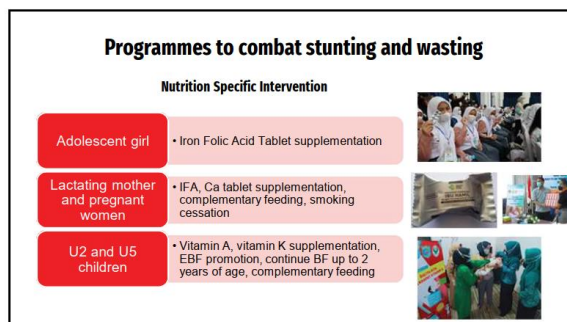 Programmes to combat stunting and wasting
Nutrition Specific Intervention
Adolescent girl
• Iron Folic Acid Tablet supplementation
Lactating mother
and pregnant
women
• IFA, Ca tablet supplementation,
complementary feeding, smoking
cessation
U2 and U5
children
• Vitamin A, vitamin K supplementation,
EBF promotion, continue BF up to 2
years of age, complementary feeding